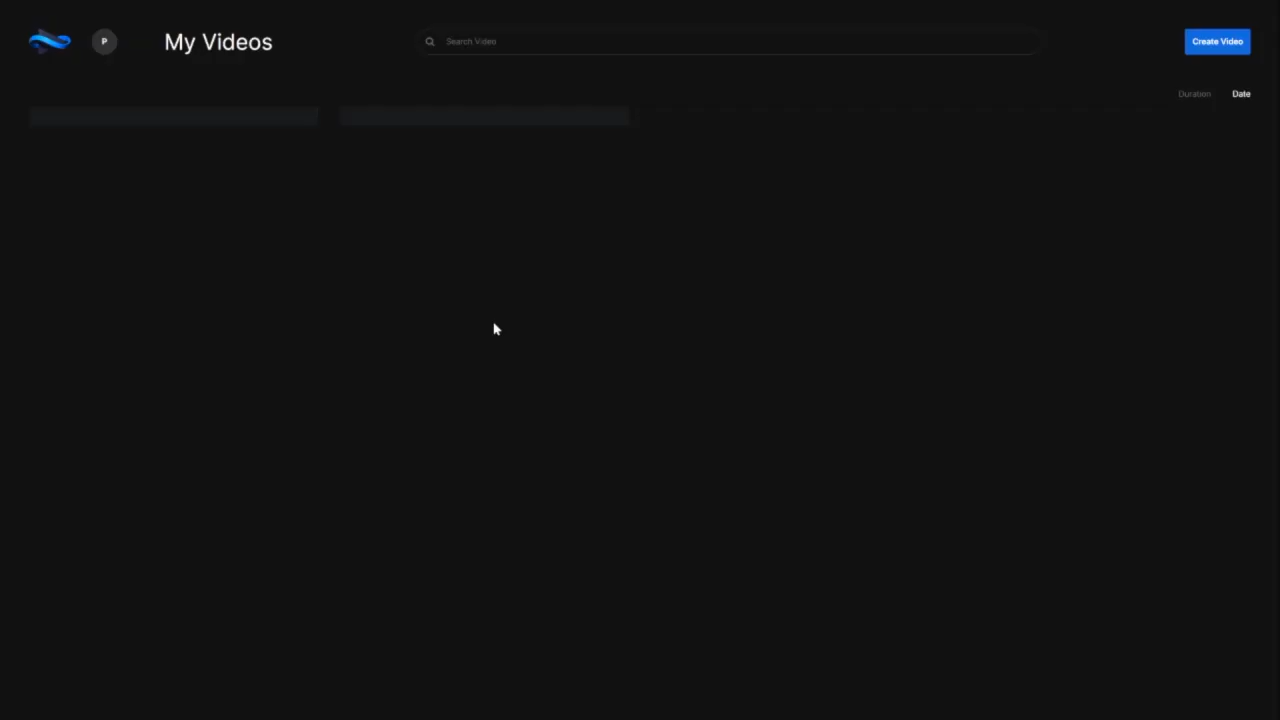 P
My Videos
Search Video
Create Video
Duration
Date